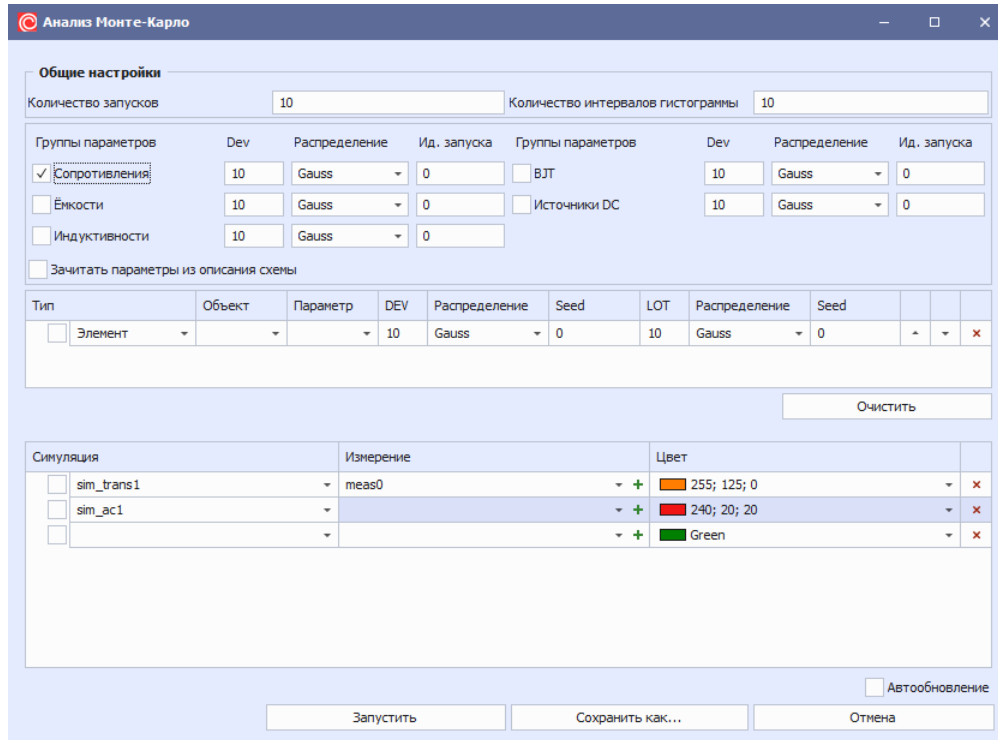 Анализ Монте-Карло
Общие настройки
Количество запусков 10 Количество интервалов гистограммы 10
Группы параметров Dev Распределение Ид. запуска Группы параметров Dev Распределение Ид. запуска
Сопротивления 10 Gauss 0 BJT 10 Gauss 0
Ёмкости 10 Gauss 0 Источники DC 10 Gauss 0
Индуктивности 10 Gauss 0
Зачитать параметры из описания схемы
Тип Объект Параметр DEV Распределение Seed LOT Распределение Seed
Элемент 10 Gauss 0 10 Gauss 0
Очистить
Симуляция Измерение Цвет
sim_trans1 meas0 255; 125; 0
sim_ac1 240; 20; 20
Green
Автообновление
Запустить Сохранить как... Отмена